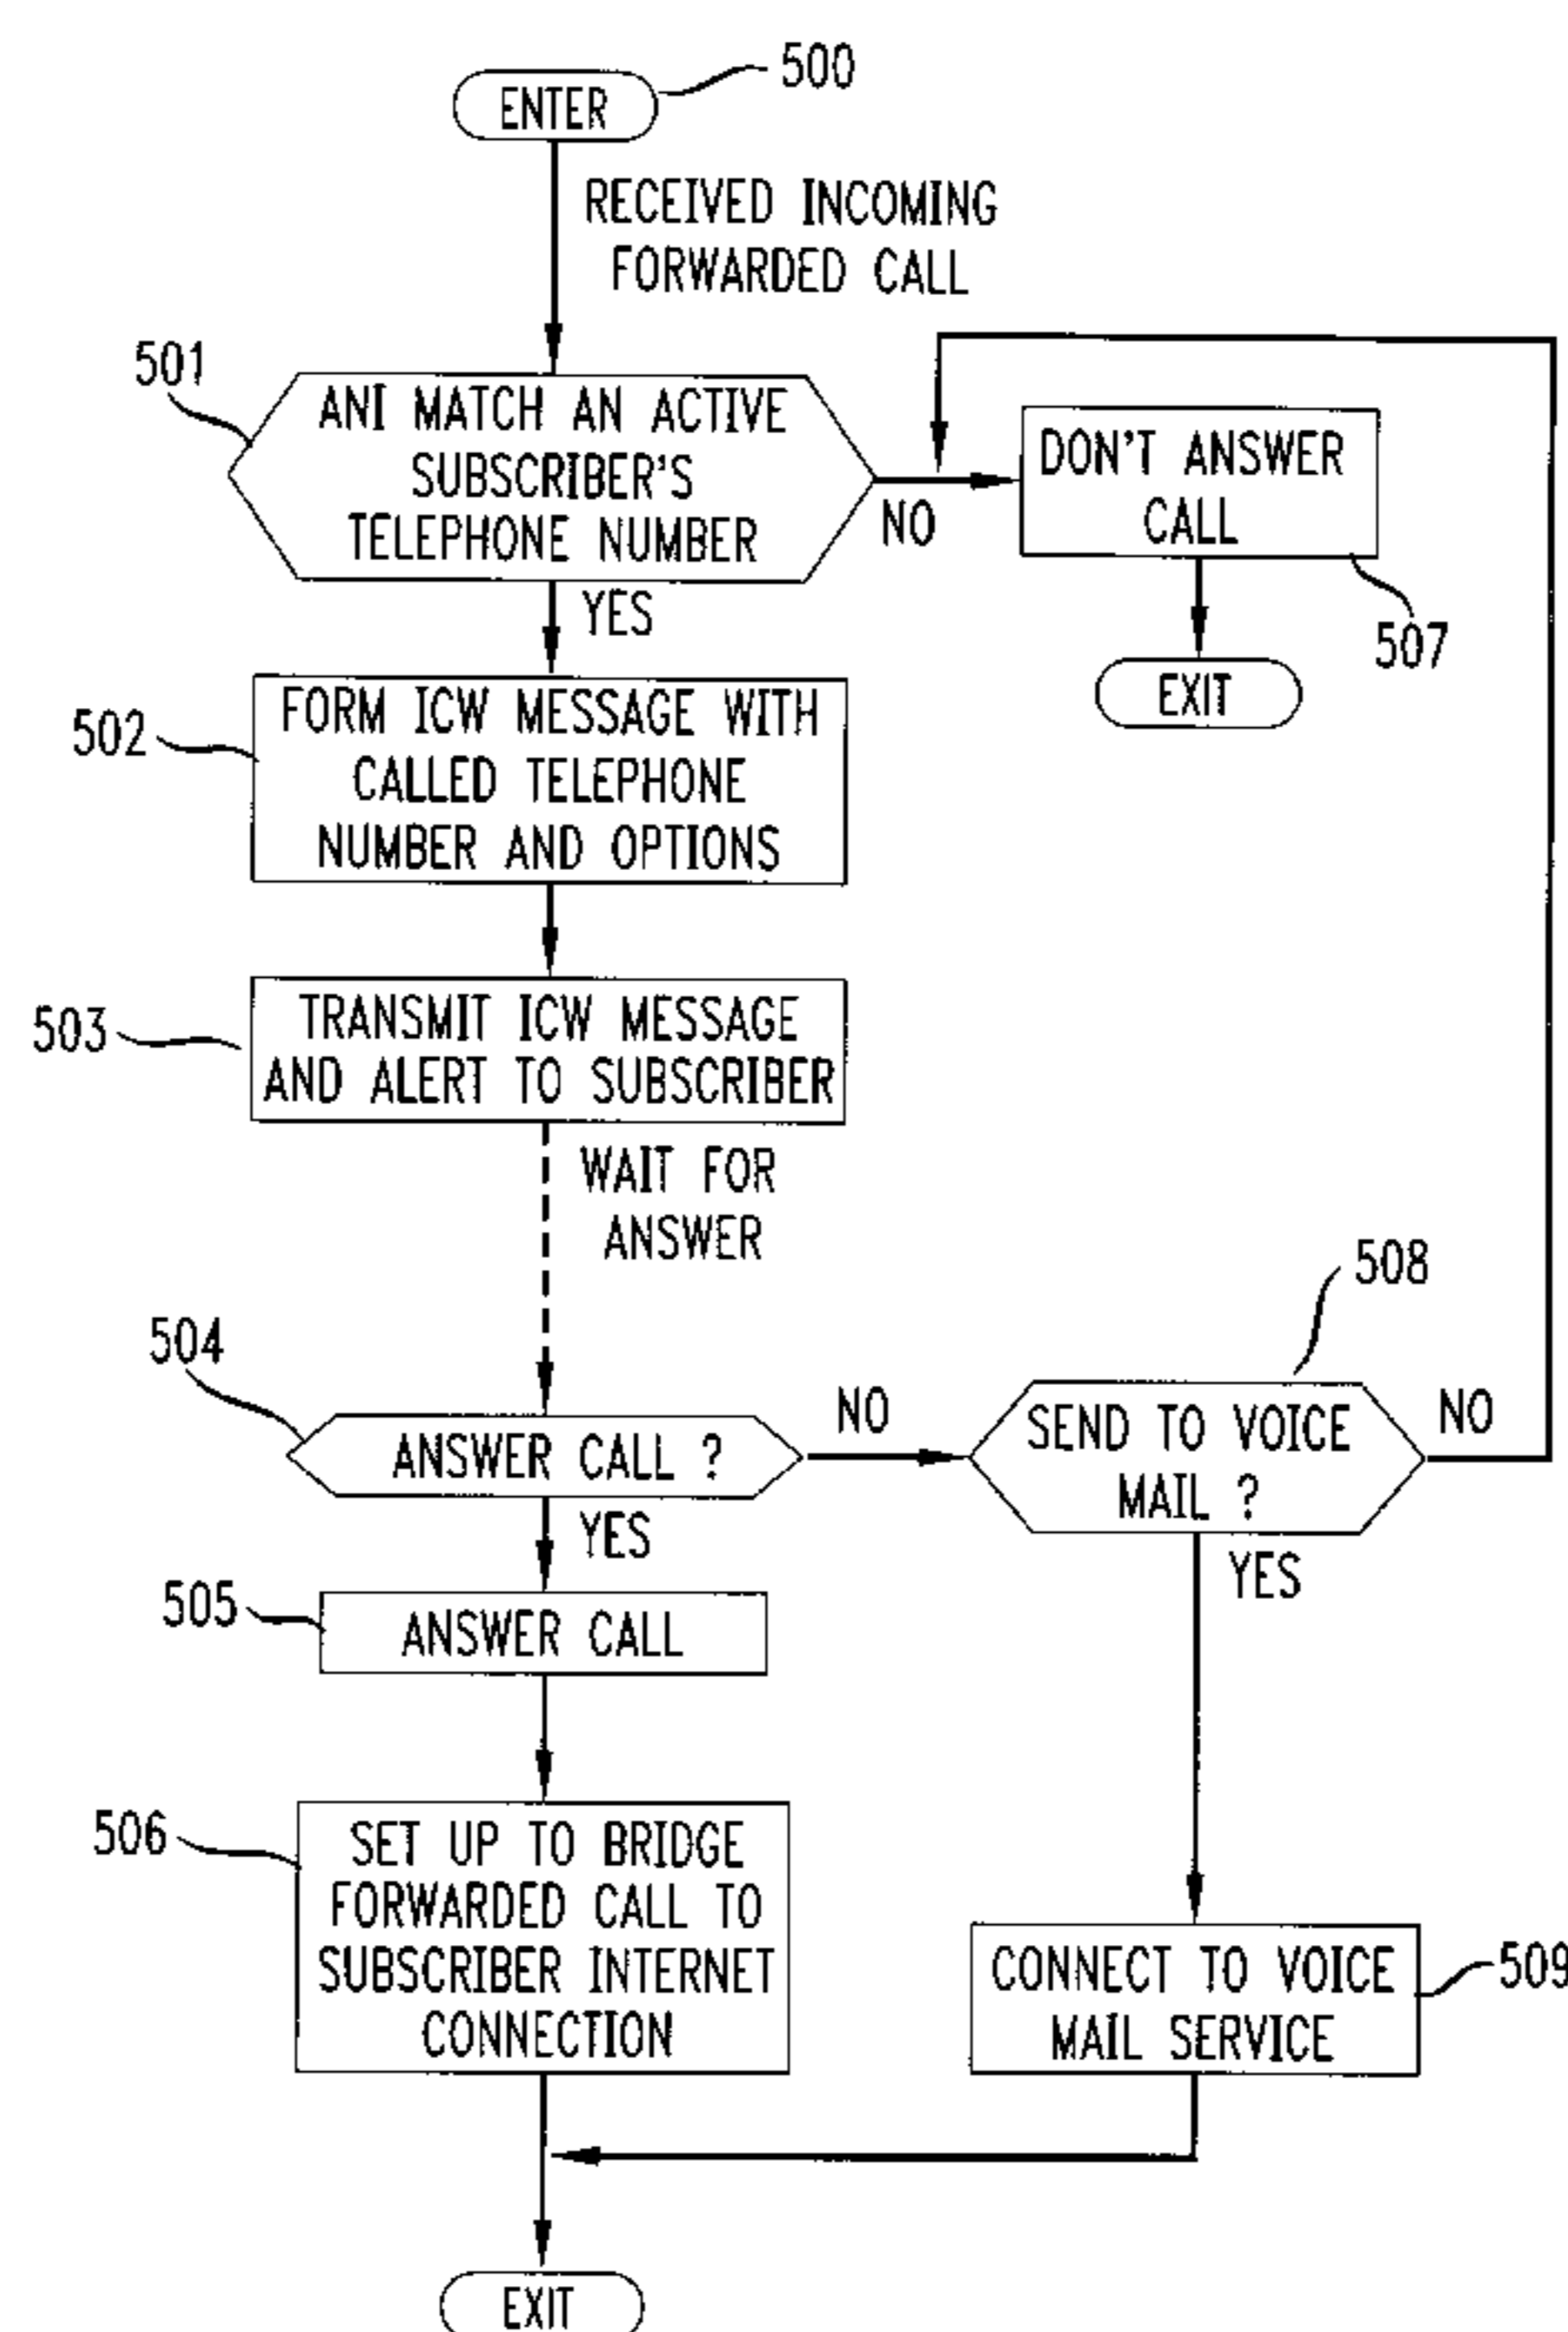 500
ENTER
RECEIVED INCOMING
FORWARDED CALL
501
ANI MATCH AN ACTIVE
SUBSCRIBER'S
TELEPHONE NUMBER
NO
DON'T ANSWER
CALL
507
EXIT
YES
502
FORM ICW MESSAGE WITH
CALLED TELEPHONE
NUMBER AND OPTIONS
503
TRANSMIT ICW MESSAGE
AND ALERT TO SUBSCRIBER
WAIT FOR
ANSWER
504
ANSWER CALL ?
NO
508
SEND TO VOICE
MAIL ?
NO
YES
YES
505
ANSWER CALL
506
SET UP TO BRIDGE
FORWARDED CALL TO
SUBSCRIBER INTERNET
CONNECTION
CONNECT TO VOICE
MAIL SERVICE
509
EXIT